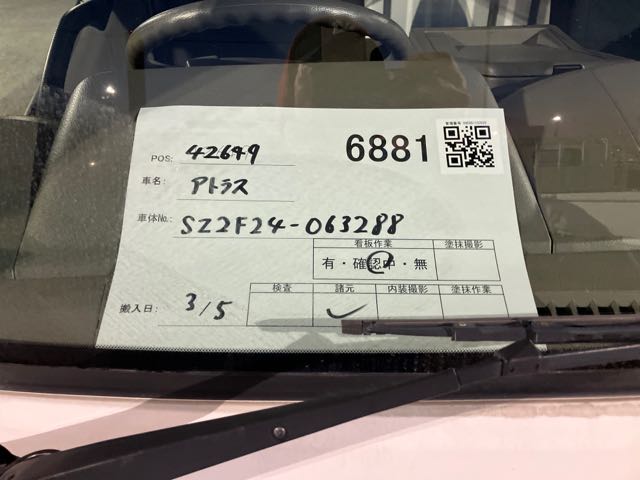 POS: 42649
6881
車名: アトラス
車体No.: SZ2F24-063288
看板作業 塗抹撮影
有・確認中・無
検査 諸元 内装撮影 塗抹作業
搬入日: 3/5